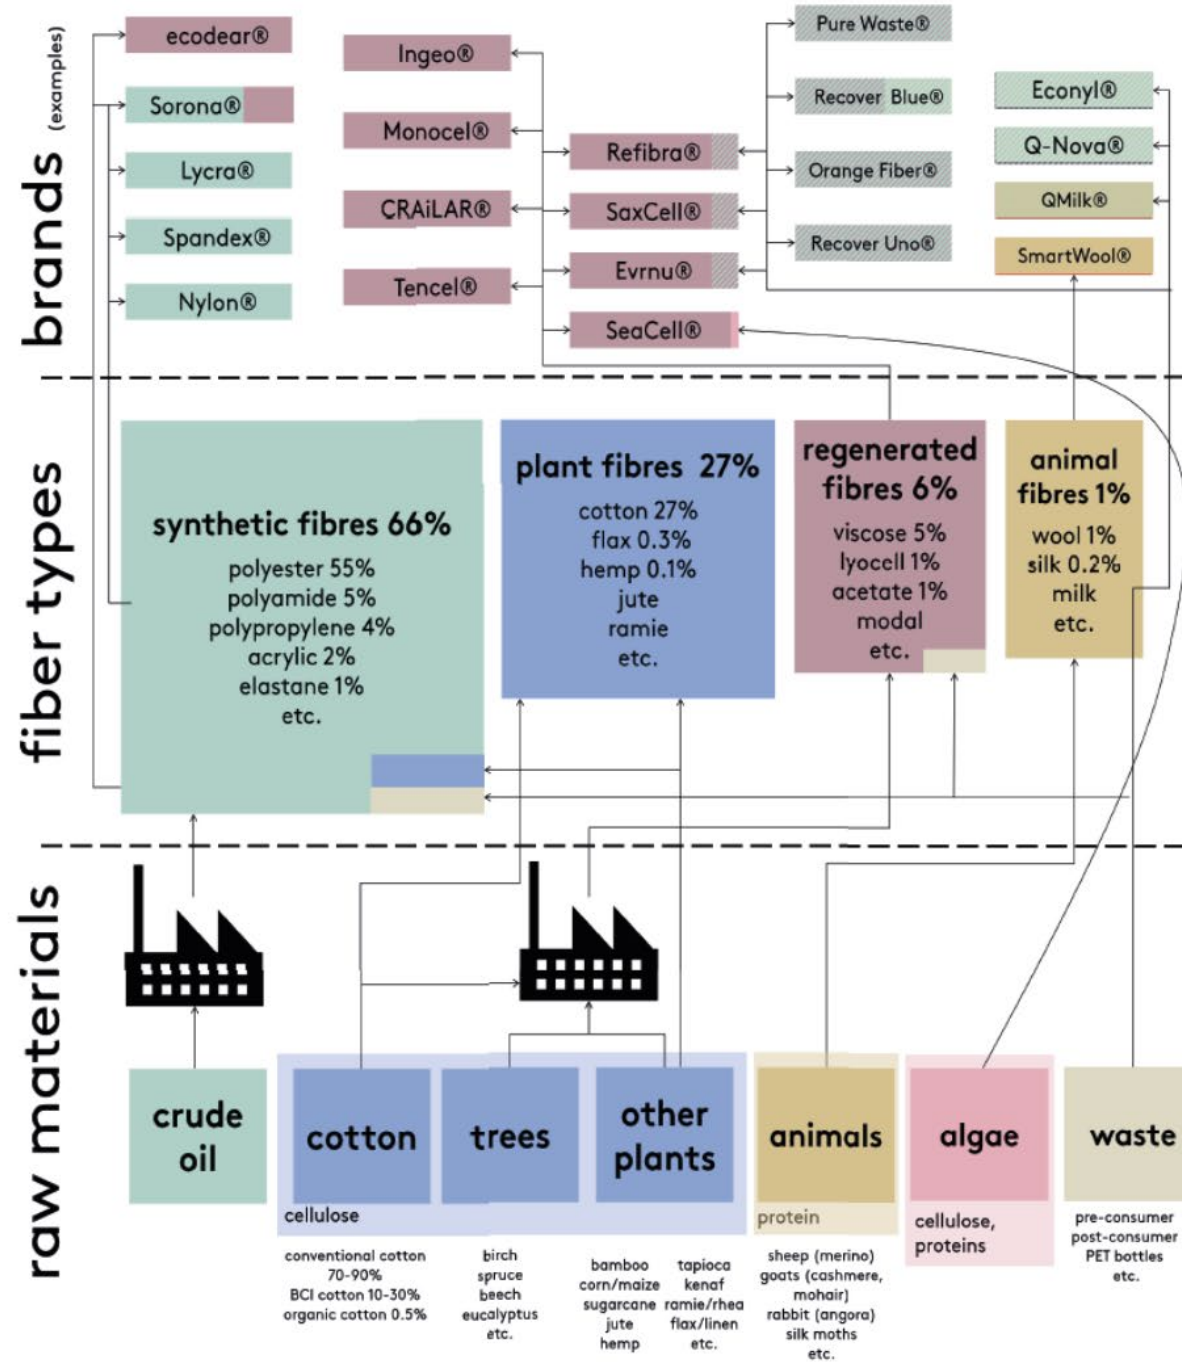 brands
(examples)
ecodear®
Sorona®
Lycra®
Spandex®
Nylon®
Ingeo®
Monocel®
CRAiLAR®
Tencel®
Refibra®
SaxCell®
Evrnu®
SeaCell®
Pure Waste®
Recover Blue®
Orange Fiber®
Recover Uno®
Econyl®
Q-Nova®
QMilk®
SmartWool®
fiber types
synthetic fibres 66%
polyester 55%
polyamide 5%
polypropylene 4%
acrylic 2%
elastane 1%
etc.
plant fibres 27%
cotton 27%
flax 0.3%
hemp 0.1%
jute
ramie
etc.
regenerated
fibres 6%
viscose 5%
lyocell 1%
acetate 1%
modal
etc.
animal
fibres 1%
wool 1%
silk 0.2%
milk
etc.
raw materials
crude
oil
cotton
trees
other
plants
cellulose
animals
protein
algae
cellulose,
proteins
waste
conventional cotton
70-90%
BCI cotton 10-30%
organic cotton 0.5%
birch
spruce
beech
eucalyptus
etc.
bamboo
corn/maize
sugarcane
jute
hemp
tapioca
kenaf
ramie/rhea
flax/linen
etc.
sheep (merino)
goats (cashmere,
mohair)
rabbit (angora)
silk moths
etc.
pre-consumer
post-consumer
PET bottles
etc.